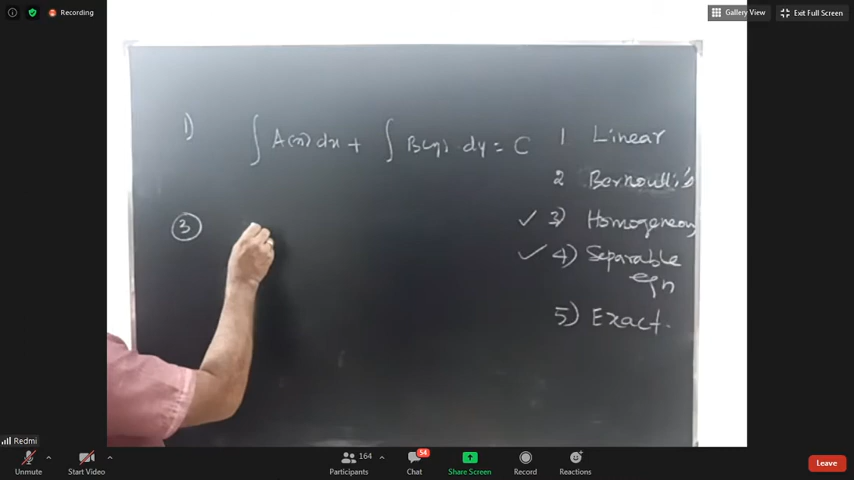 Recording
Gallery View
Exit Full Screen
1) ∫ A(x) dx + ∫ B(y) dy = C
1 Linear
2 Bernoulli's
③
✓ 3) Homogeneous
✓ 4) Separable
eqn
5) Exact.
Redmi
164
54
Unmute
Start Video
Participants
Chat
Share Screen
Record
Reactions
Leave